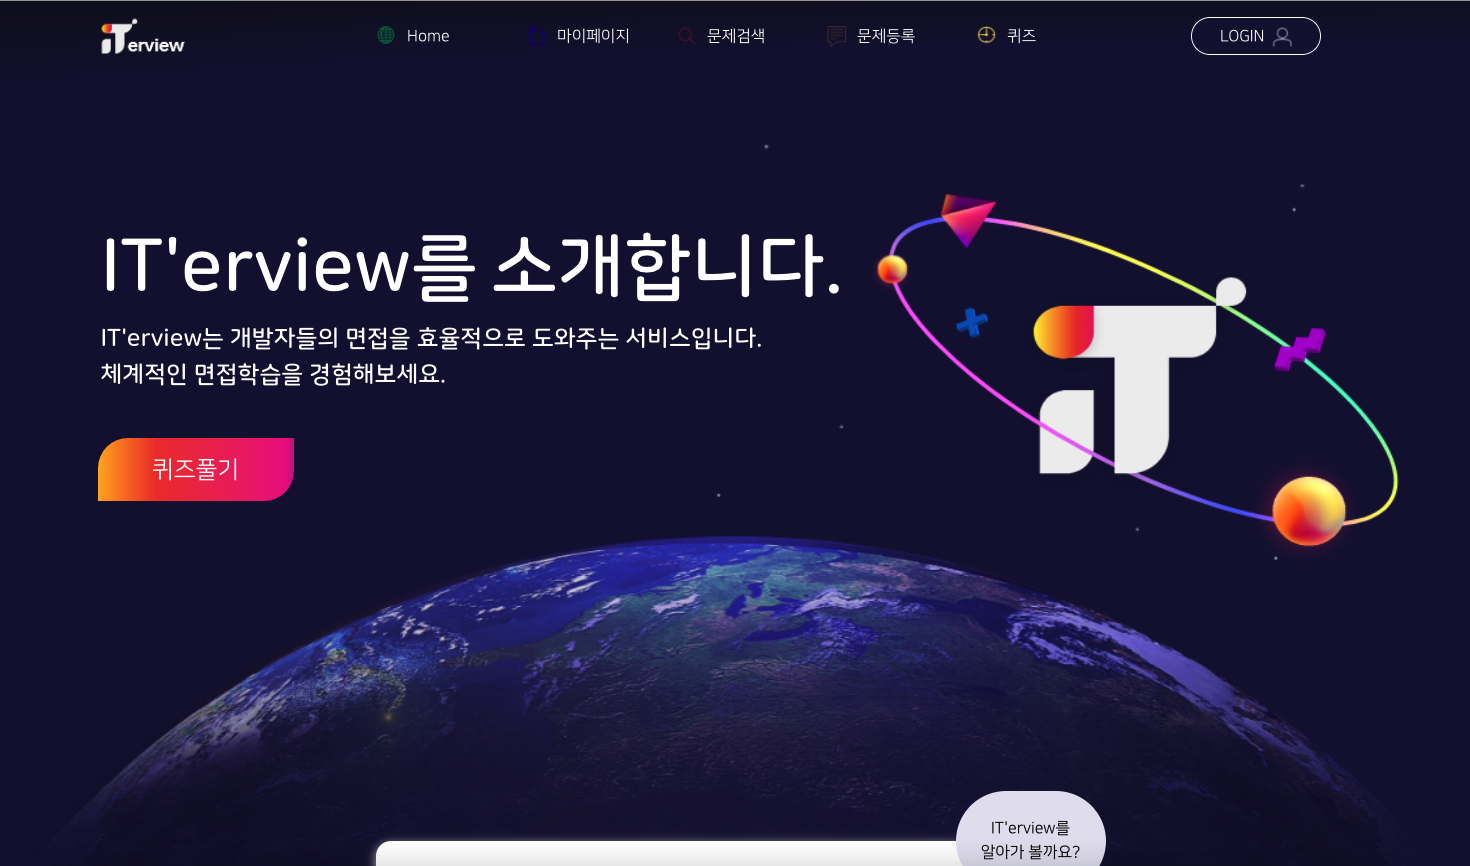 iTerview
Home
마이페이지
문제검색
문제등록
퀴즈
LOGIN
IT'erview를 소개합니다.
IT'erview는 개발자들의 면접을 효율적으로 도와주는 서비스입니다.
체계적인 면접학습을 경험해보세요.
iT
퀴즈풀기
IT'erview를
알아가 볼까요?